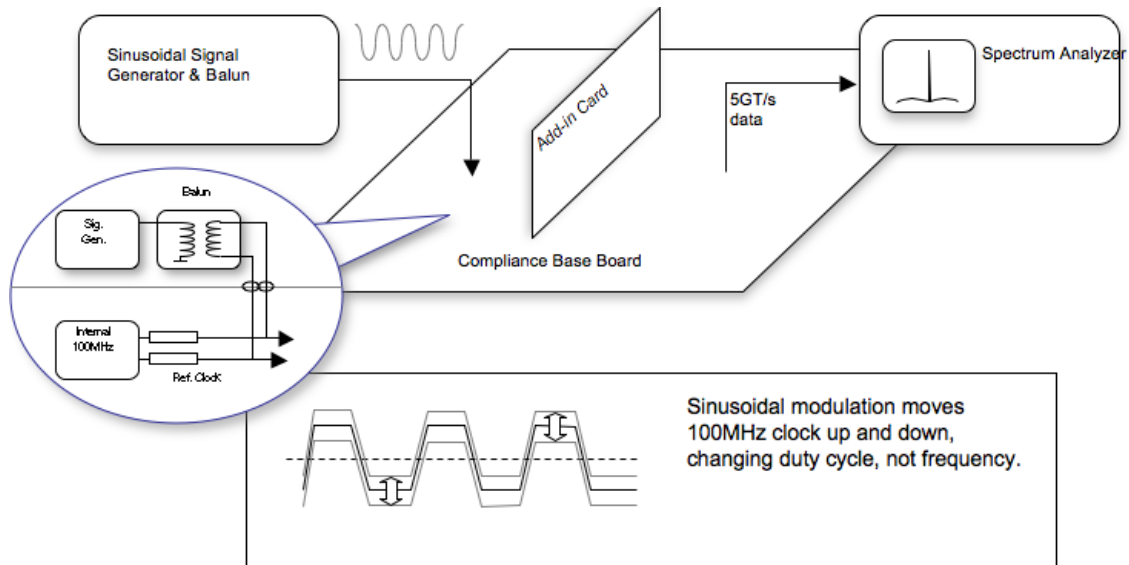 Sinusoidal Signal
Generator & Balun
Add-in Card
5GT/s
data
Spectrum Analyzer
Balun
Sig.
Gen.
Compliance Base Board
Internal
100MHz
Ref. Clock
Sinusoidal modulation moves
100MHz clock up and down,
changing duty cycle, not frequency.